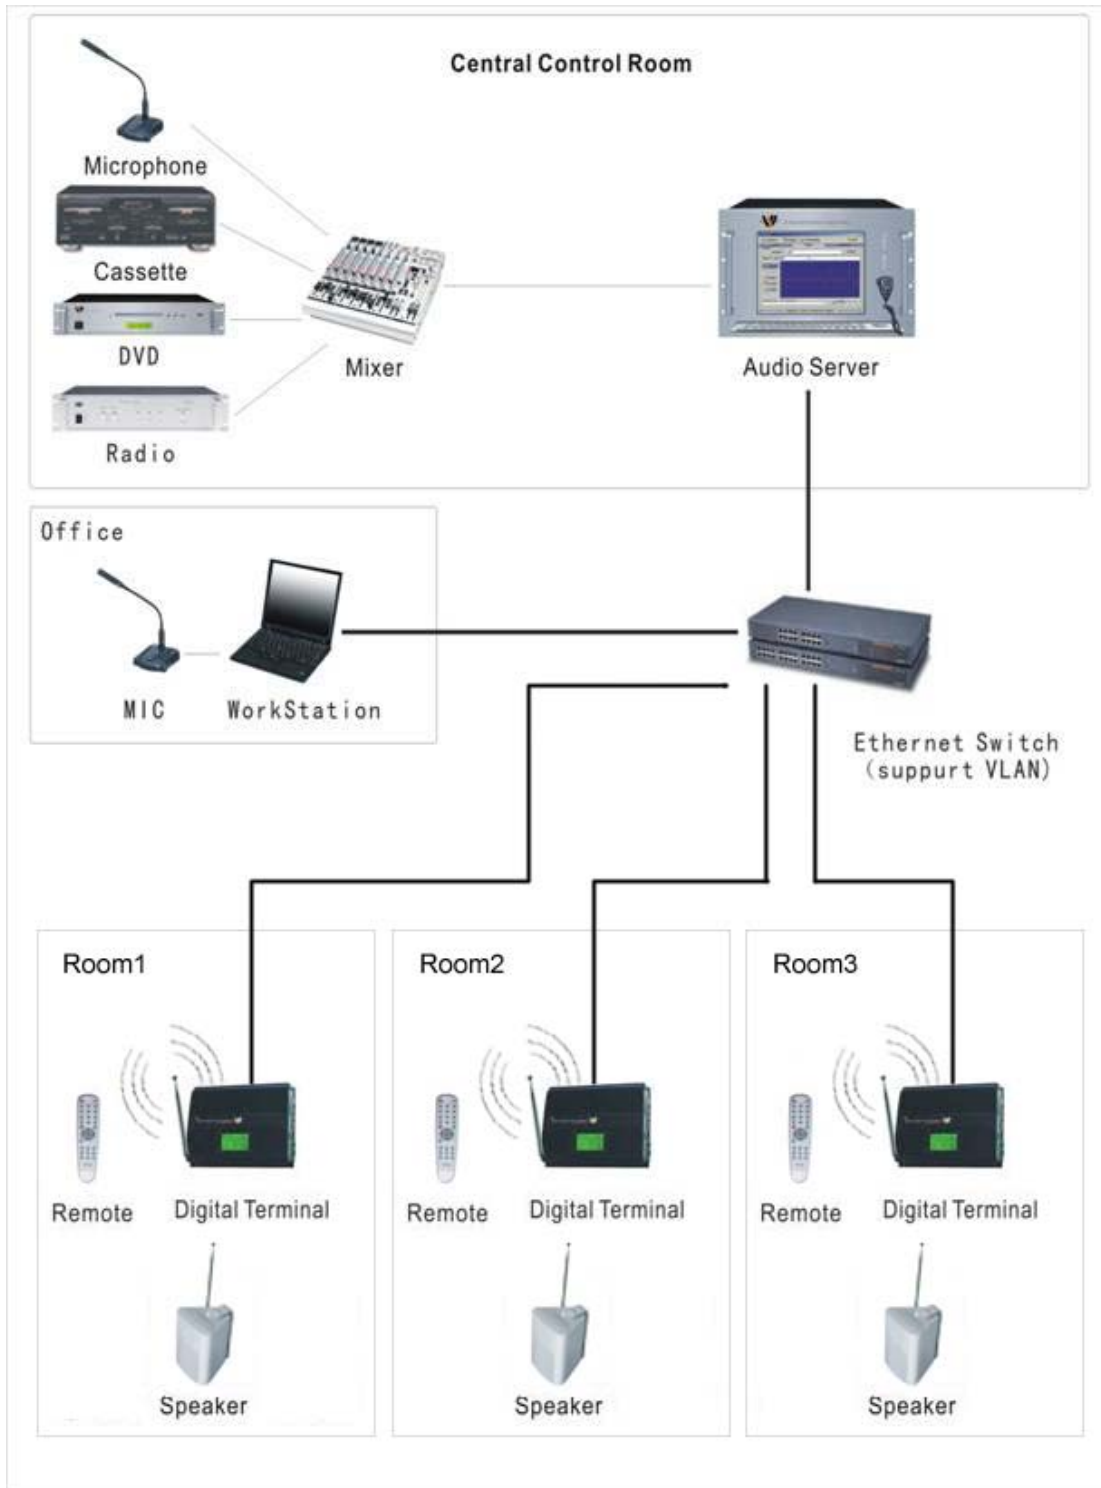 Central Control Room
Microphone
Cassette
DVD
Radio
Mixer
Audio Server
Office
MIC
WorkStation
Ethernet Switch
(suppurt VLAN)
Room1
Remote
Digital Terminal
Speaker
Room2
Remote
Digital Terminal
Speaker
Room3
Remote
Digital Terminal
Speaker